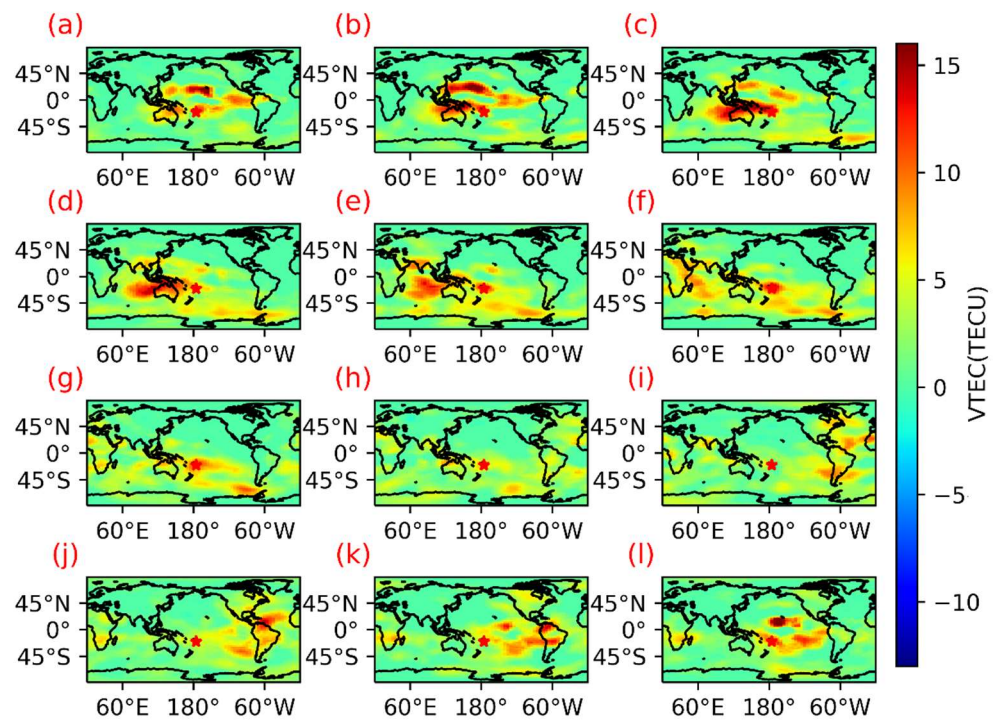 (a) (b) (c)
45°N 45°N 45°N 15
0° 0° 0°
45°S 45°S 45°S
60°E 180° 60°W 60°E 180° 60°W 60°E 180° 60°W 10
(d) (e) (f)
45°N 45°N 45°N
0° 0° 0° 5
45°S 45°S 45°S
60°E 180° 60°W 60°E 180° 60°W 60°E 180° 60°W
(g) (h) (i) 0
VTEC(TECU)
45°N 45°N 45°N
0° 0° 0°
45°S 45°S 45°S −5
60°E 180° 60°W 60°E 180° 60°W 60°E 180° 60°W
(j) (k) (l)
45°N 45°N 45°N −10
0° 0° 0°
45°S 45°S 45°S
60°E 180° 60°W 60°E 180° 60°W 60°E 180° 60°W